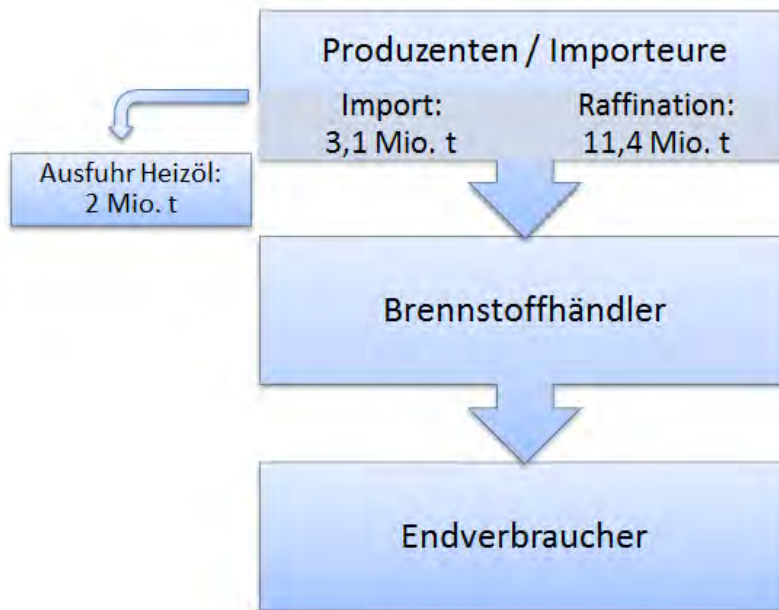 Produzenten / Importeure
Import:
3,1 Mio. t
Raffination:
11,4 Mio. t
Ausfuhr Heizöl:
2 Mio. t
Brennstoffhändler
Endverbraucher